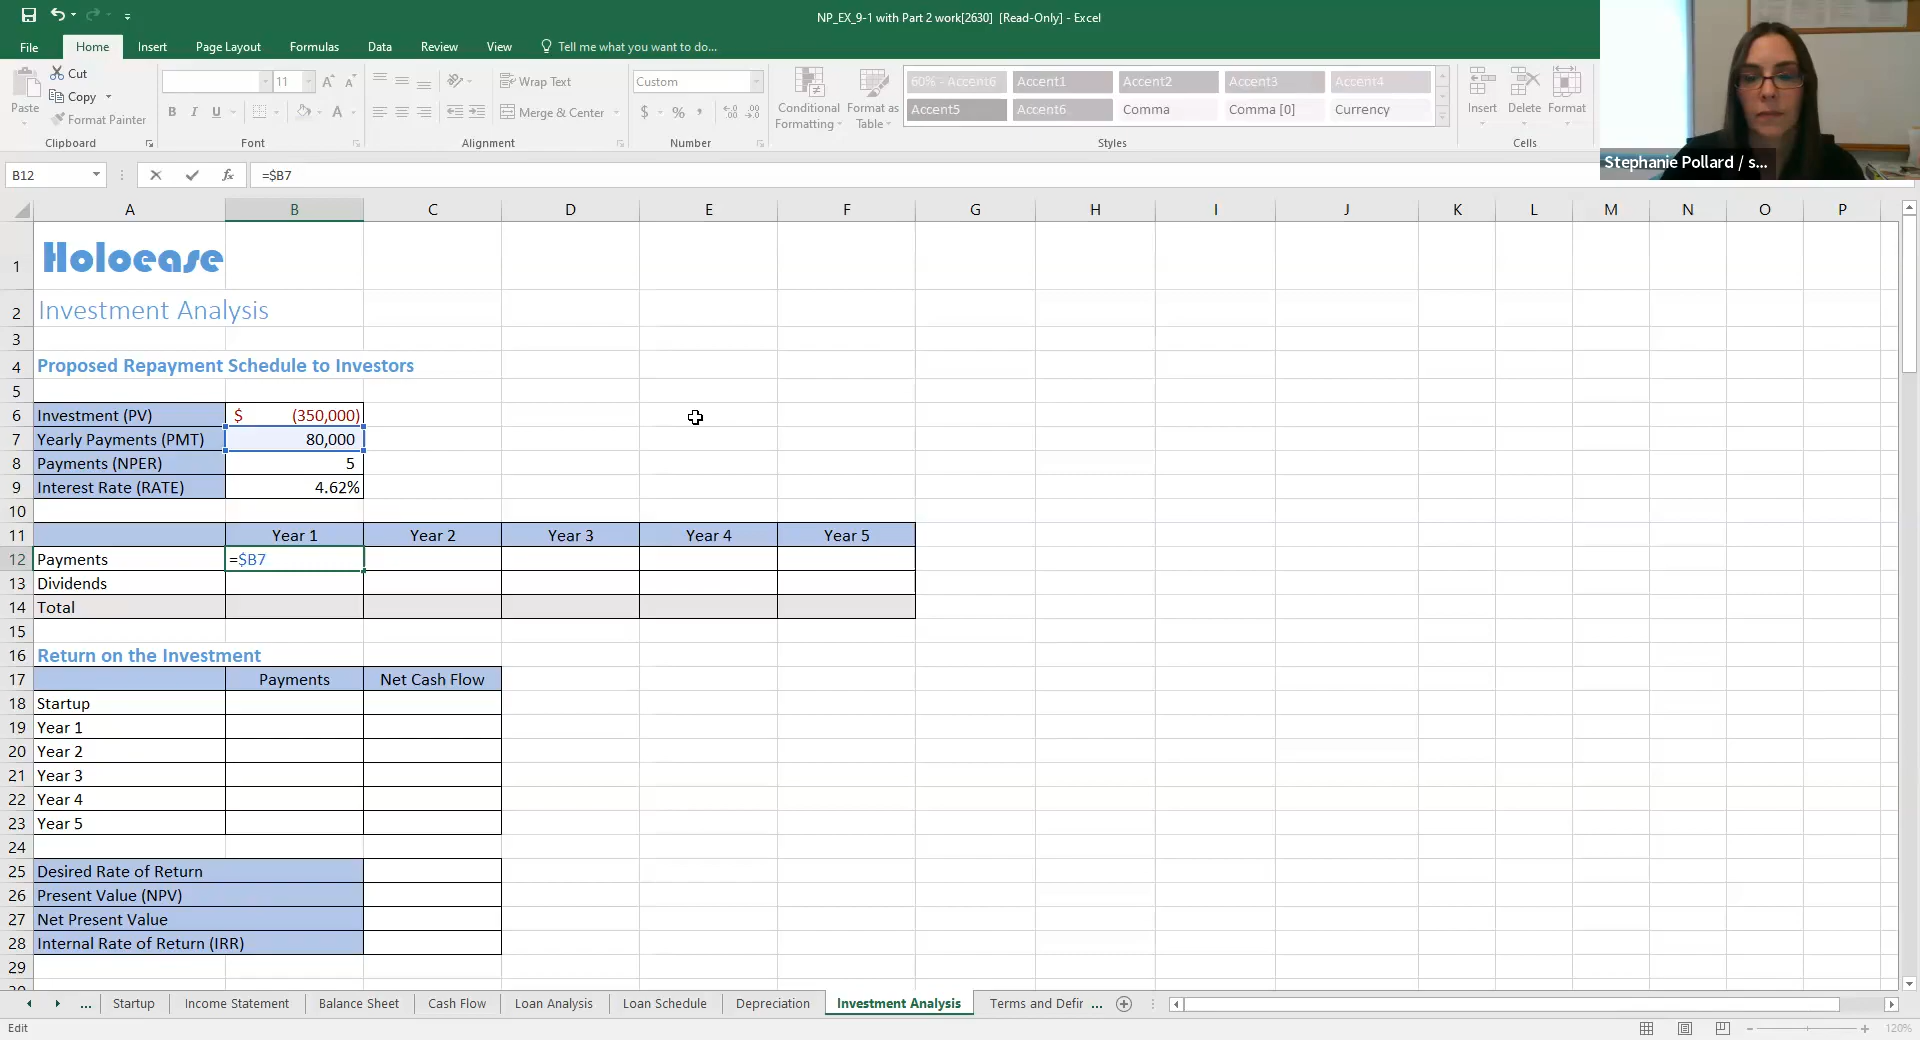 NP_EX_9-1 with Part 2 work[2630] [Read-Only] - Excel
File Home Insert Page Layout Formulas Data Review View Tell me what you want to do...
Cut
Copy
Format Painter
Paste
Clipboard
11
B I U
A A A
Font
Wrap Text
Merge & Center
Alignment
Custom
$ % ,
Number
Conditional Formatting
Format as Table
60% - Accent6 Accent1 Accent2 Accent3 Accent4
Accent5 Accent6 Comma Comma [0] Currency
Styles
Insert Delete Format
Cells
Stephanie Pollard / s...
B12 fx =$B7
A B C D E F G H I J K L M N O P
1 Holoease
2 Investment Analysis
3
4 Proposed Repayment Schedule to Investors
5
6 Investment (PV) $ (350,000)
7 Yearly Payments (PMT) 80,000
8 Payments (NPER) 5
9 Interest Rate (RATE) 4.62%
10
11 Year 1 Year 2 Year 3 Year 4 Year 5
12 Payments =$B7
13 Dividends
14 Total
15
16 Return on the Investment
17 Payments Net Cash Flow
18 Startup
19 Year 1
20 Year 2
21 Year 3
22 Year 4
23 Year 5
24
25 Desired Rate of Return
26 Present Value (NPV)
27 Net Present Value
28 Internal Rate of Return (IRR)
29
... Startup Income Statement Balance Sheet Cash Flow Loan Analysis Loan Schedule Depreciation Investment Analysis Terms and Defir ...
Edit
120%